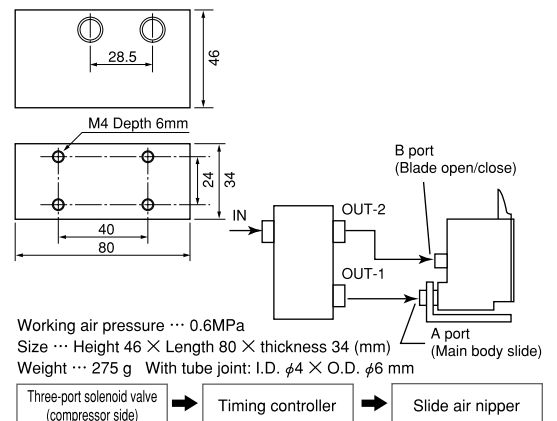 28.5
46
M4 Depth 6mm
24
34
40
80
B port
(Blade open/close)
IN
OUT-2
OUT-1
A port
(Main body slide)
Working air pressure ··· 0.6MPa
Size ··· Height 46 × Length 80 × thickness 34 (mm)
Weight ··· 275 g With tube joint: I.D. ϕ4 × O.D. ϕ6 mm
Three-port solenoid valve
(compressor side)
Timing controller
Slide air nipper